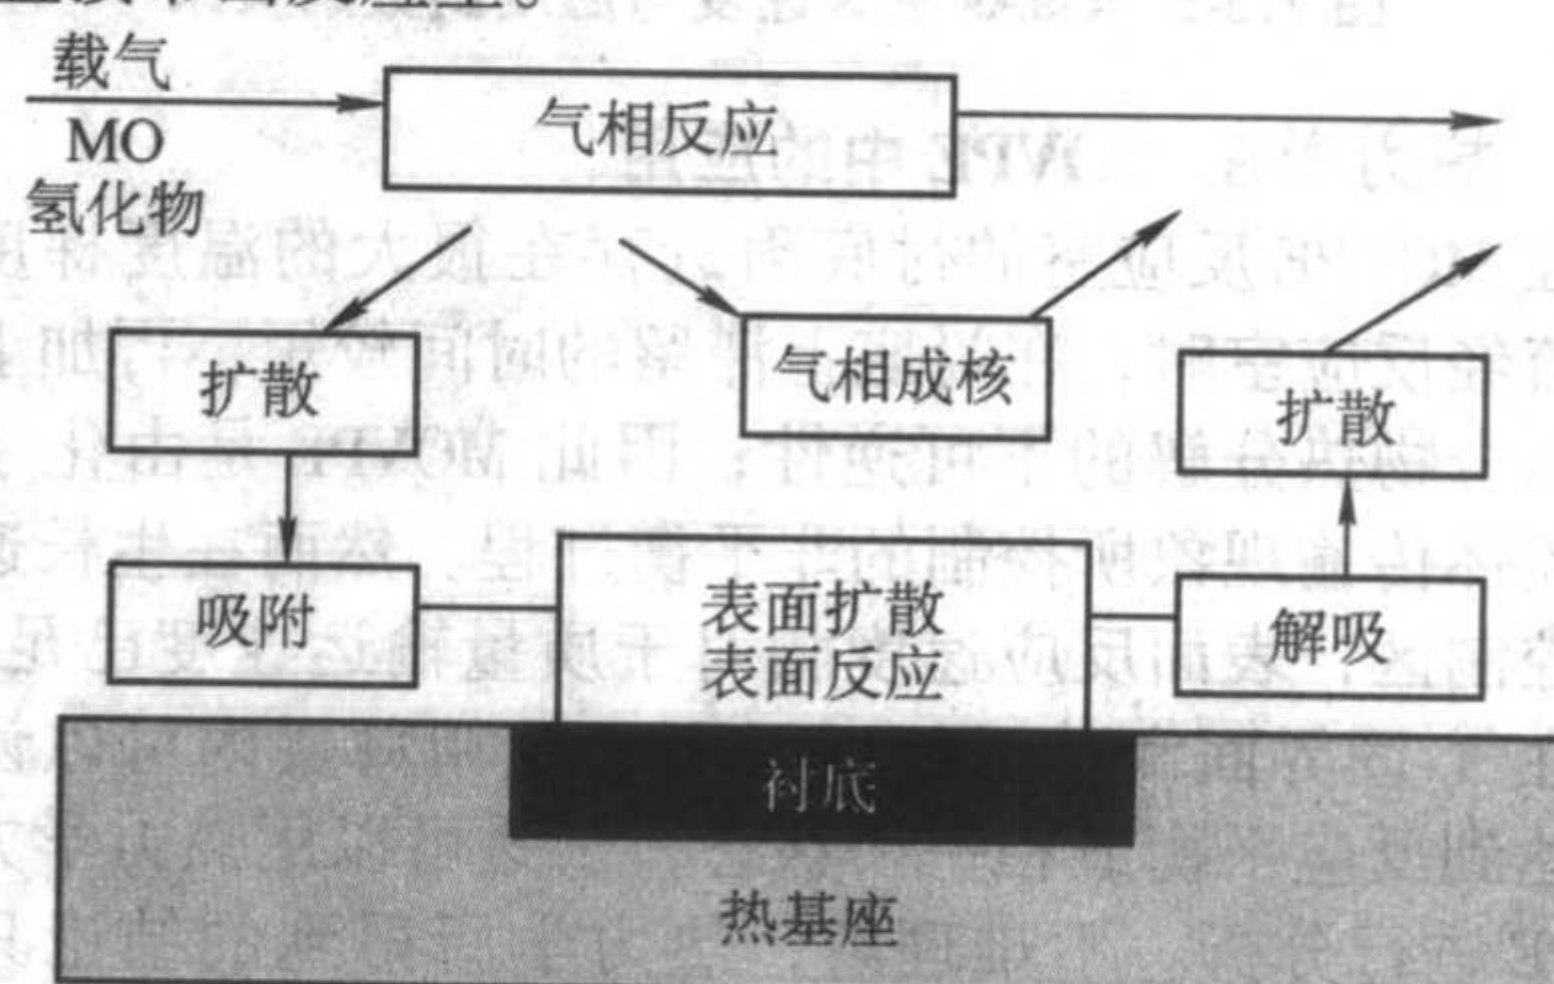 载气
MO
氢化物
气相反应
扩散
气相成核
扩散
吸附
表面扩散
表面反应
解吸
衬底
热基座